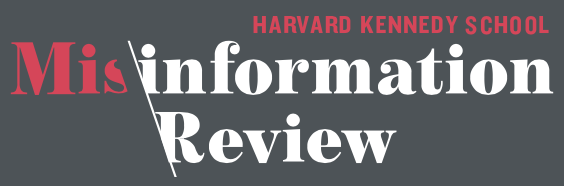 HARVARD KENNEDY SCHOOL
Misinformation
Review